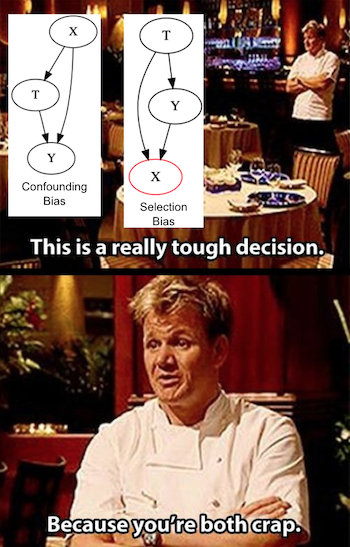 X
T
Y
Confounding
Bias
T
Y
X
Selection
Bias
This is a really tough decision.
Because you're both crap.